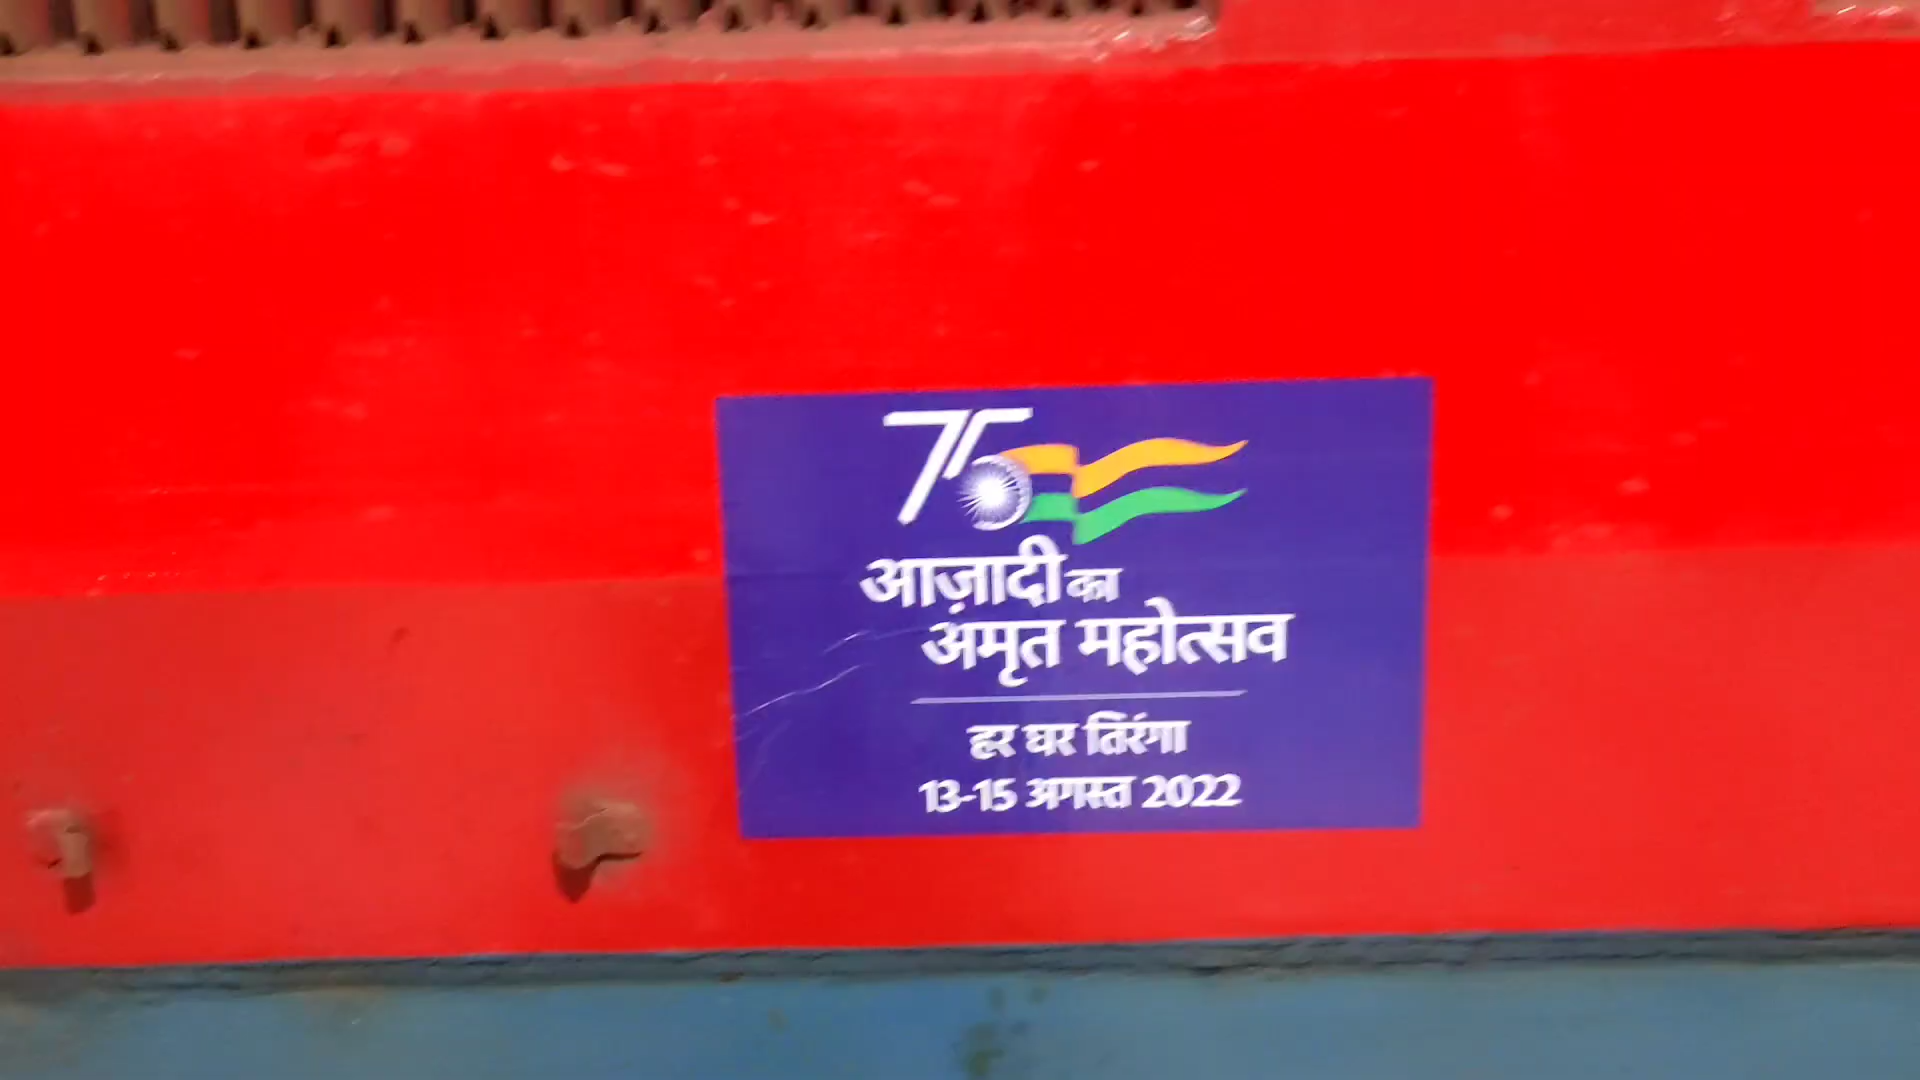 75
आज़ादी का
अमृत महोत्सव
हर घर तिरंगा
13-15 अगस्त 2022